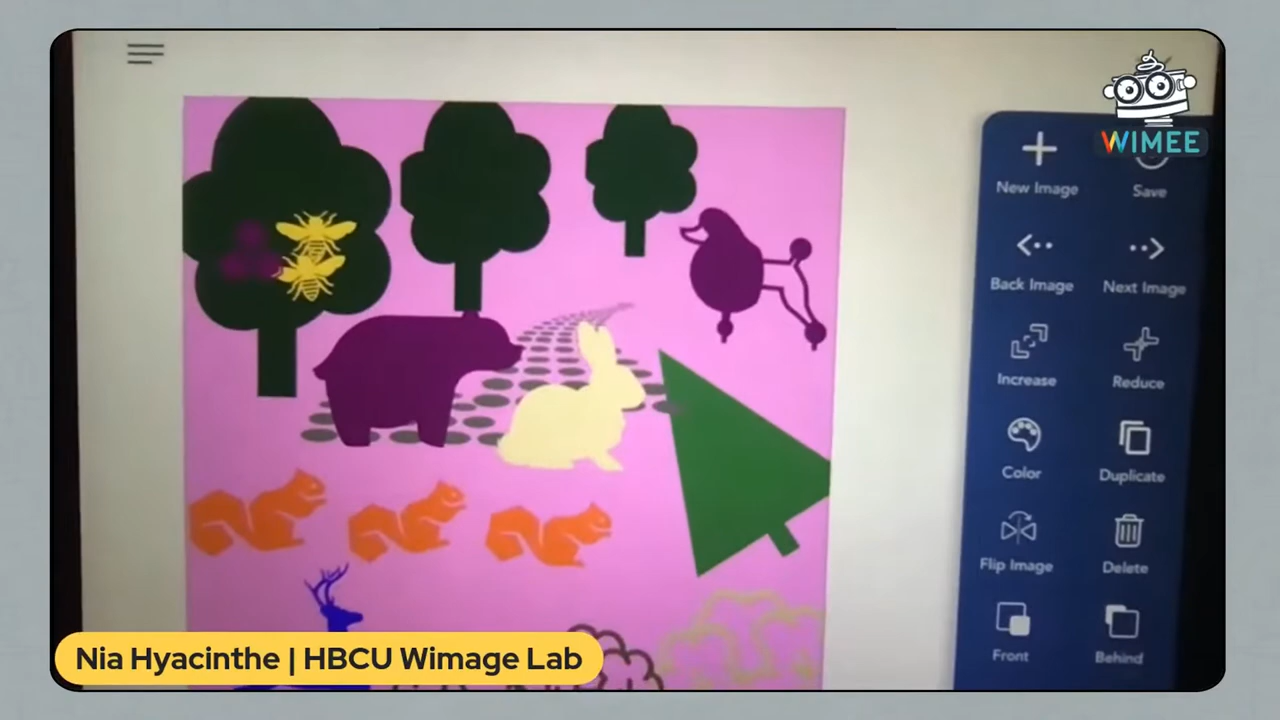 WIMEE
New Image
Save
Back Image
Next Image
Increase
Reduce
Color
Duplicate
Flip Image
Delete
Front
Behind
Nia Hyacinthe | HBCU Wimage Lab